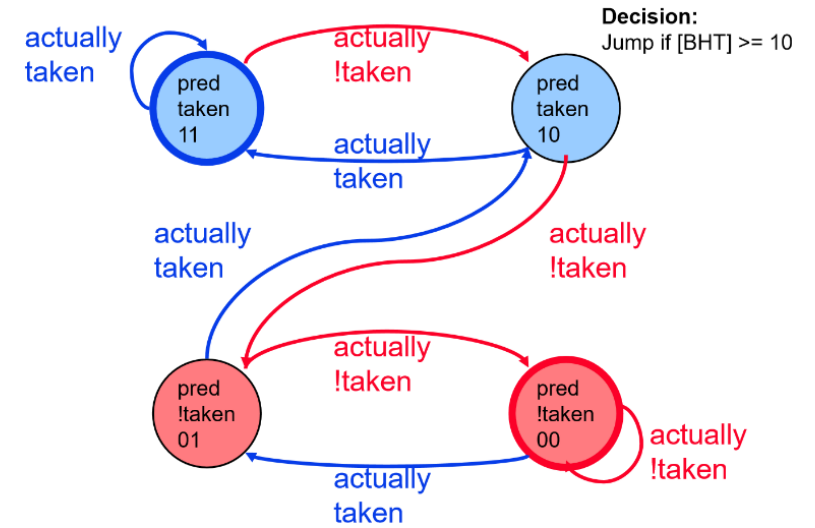 Decision:
Jump if [BHT] >= 10
actually
taken
actually
!taken
pred
taken
11
pred
taken
10
actually
taken
actually
taken
actually
!taken
actually
!taken
pred
!taken
01
pred
!taken
00
actually
!taken
actually
taken